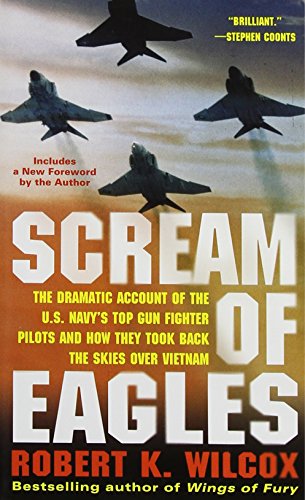 "BRILLIANT."
—STEPHEN COONTS
Includes
a New Foreword
by the Author
SCREAM
THE DRAMATIC ACCOUNT OF THE
U.S. NAVY'S TOP GUN FIGHTER
PILOTS AND HOW THEY TOOK BACK
THE SKIES OVER VIETNAM
OF
EAGLES
ROBERT K. WILCOX
Bestselling author of Wings of Fury